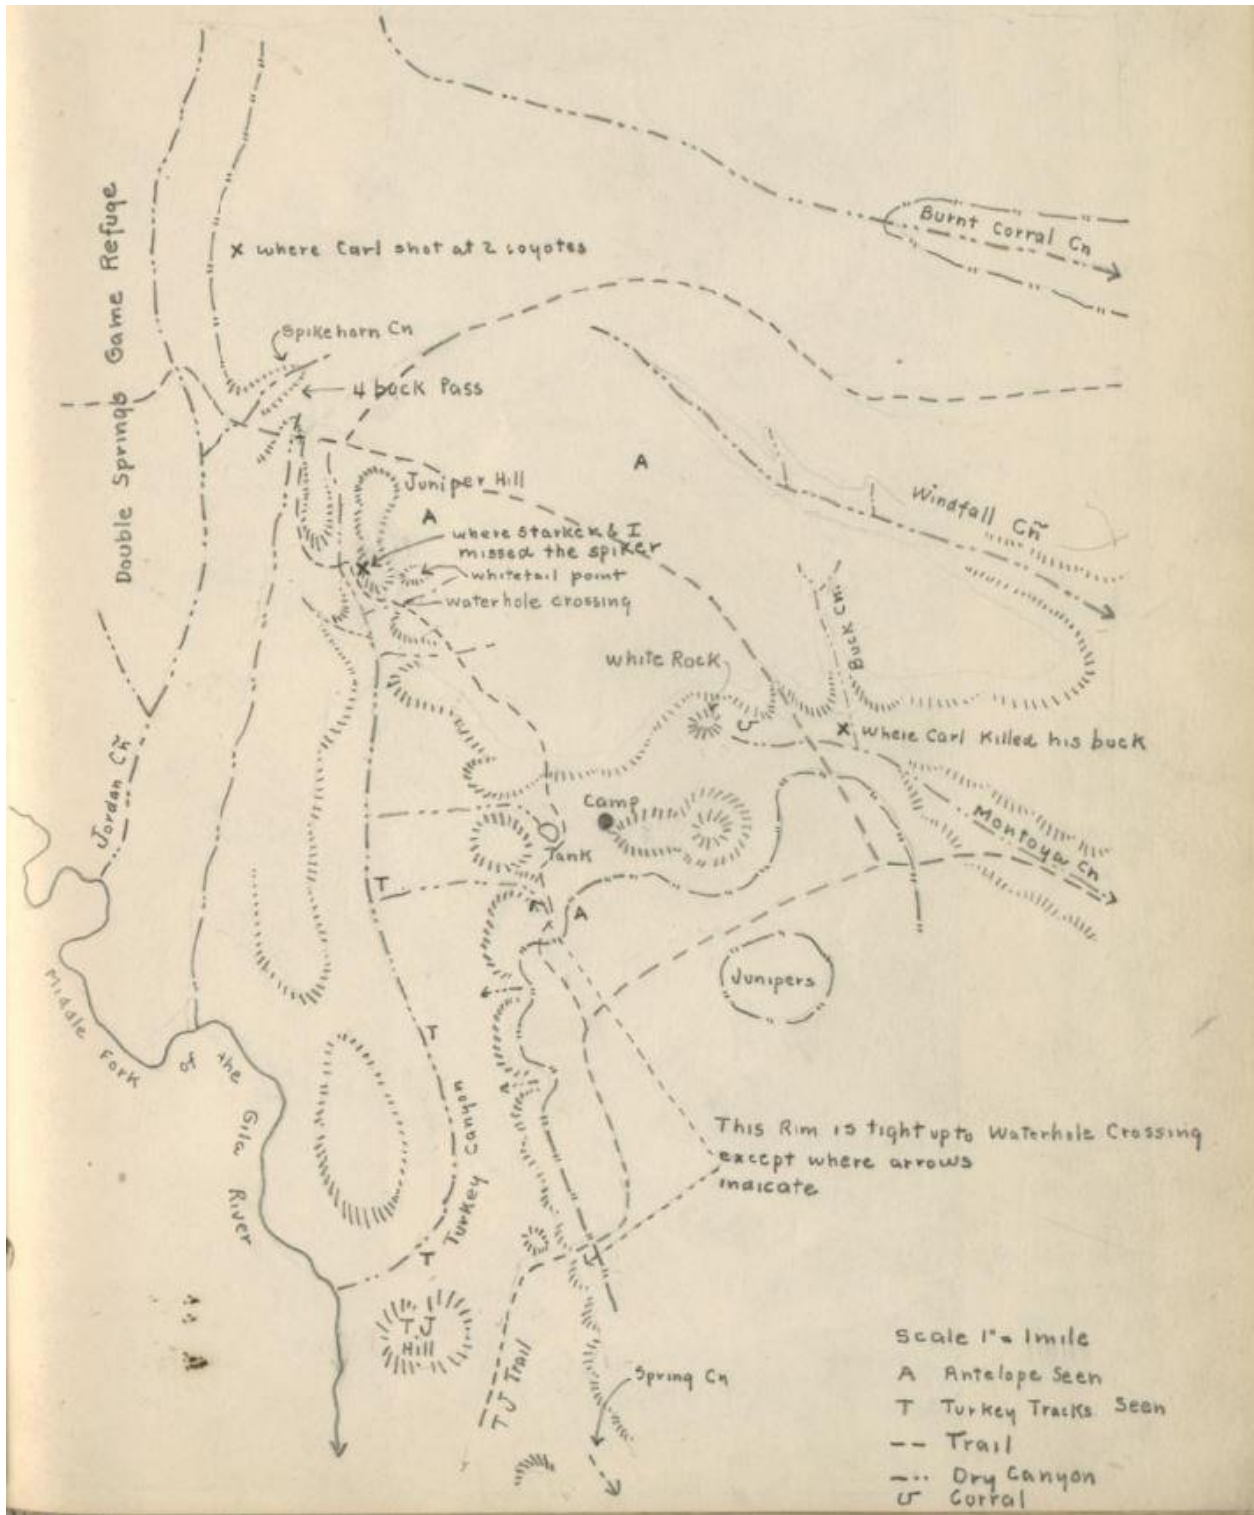 Burnt Corral Cn
Double Springs Game Refuge
x where Carl shot at 2 coyotes
Spikehorn Cn
4 buck Pass
A
Juniper Hill
A
Windfall Cñ
where Starker & I
missed the spiker
x
whitetail point
waterhole crossing
Buck Cn.
White Rock
x where Carl Killed his buck
Jordan Cñ
Camp
Montoya Cn
Tank
T
A
Junipers
Middle Fork of the Gila River
T
Turkey Canyon
A
This Rim is tight up to Waterhole Crossing
except where arrows
indicate
T
TJ
Hill
TJ Trail
Spring Cn
Scale 1" = 1mile
A Antelope Seen
T Turkey Tracks Seen
-- Trail
-·· Dry Canyon
Corral